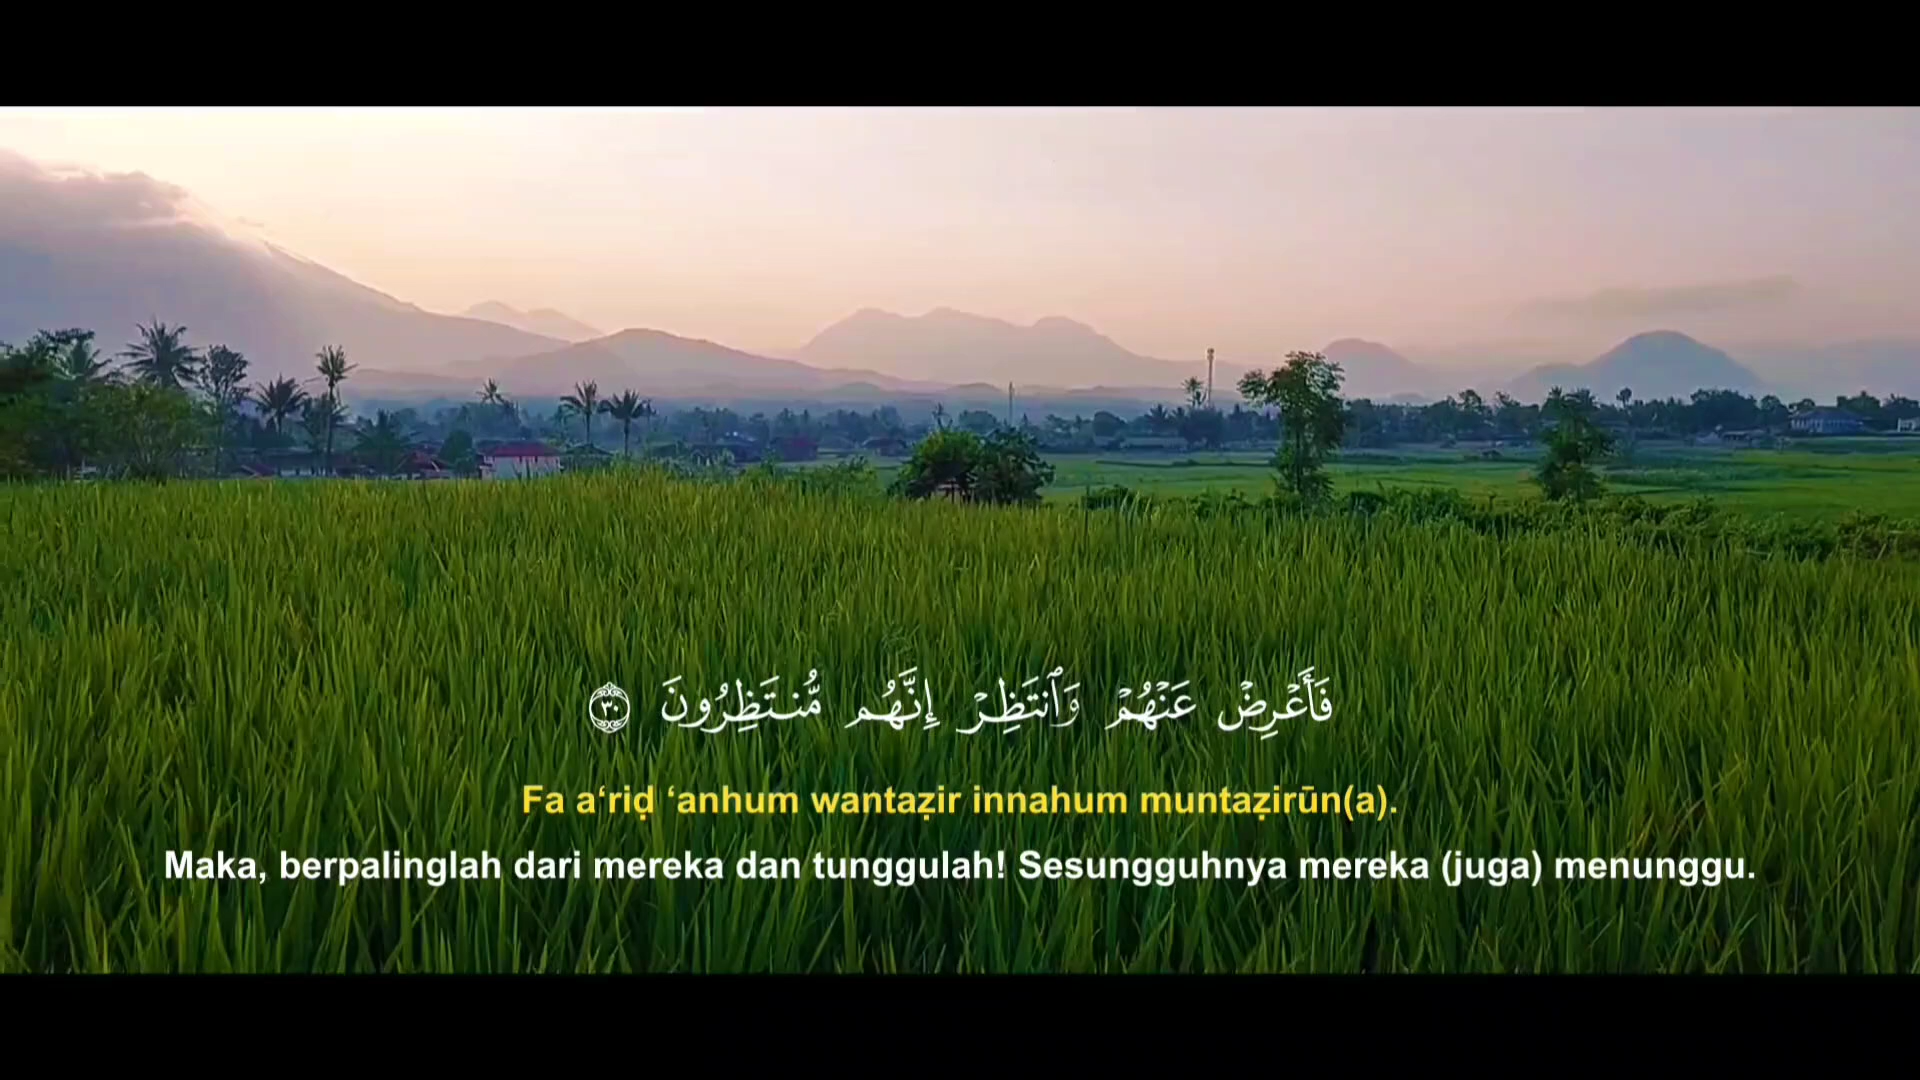 فَأَعْرِضْ عَنْهُمْ وَٱنتَظِرْ إِنَّهُم مُّنتَظِرُونَ ٣٠
Fa a‘riḍ ‘anhum wantaẓir innahum muntaẓirūn(a).
Maka, berpalinglah dari mereka dan tunggulah! Sesungguhnya mereka (juga) menunggu.